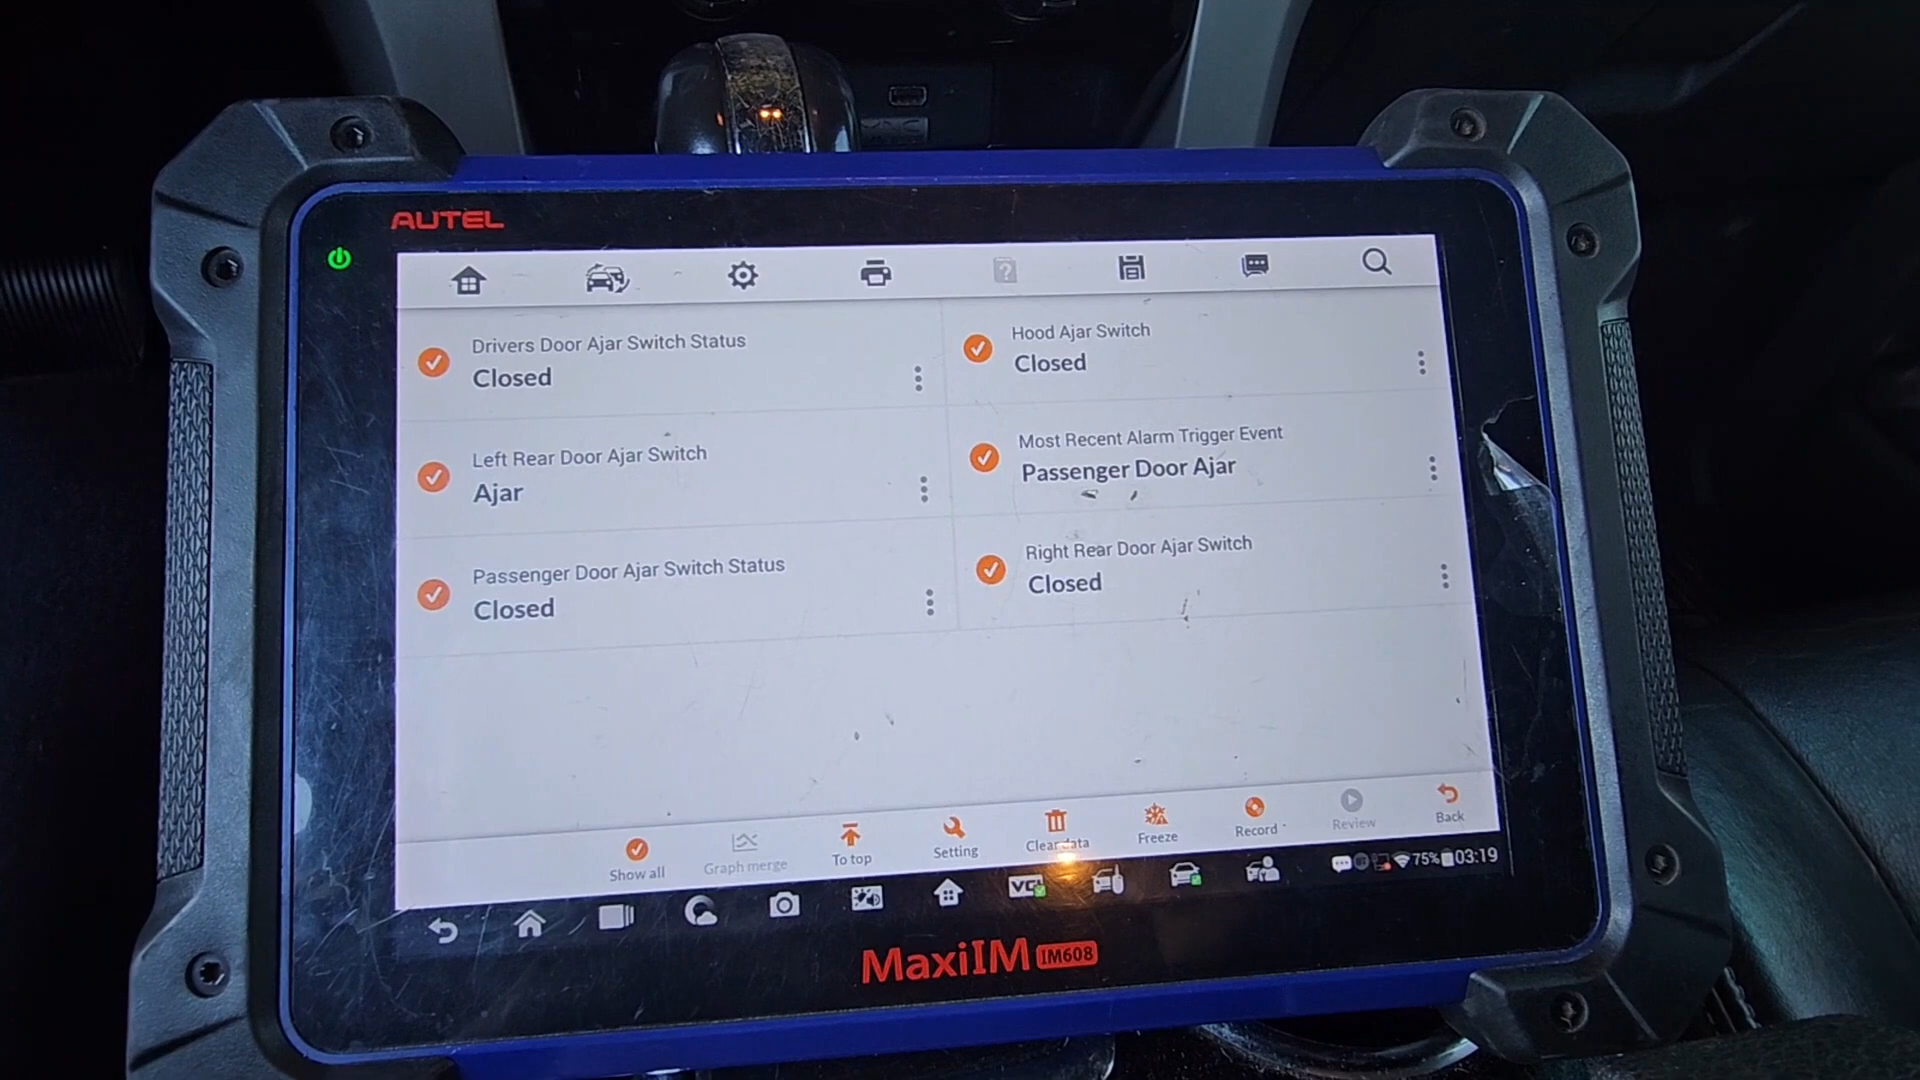 AUTEL
Drivers Door Ajar Switch Status
Closed
Hood Ajar Switch
Closed
Left Rear Door Ajar Switch
Ajar
Most Recent Alarm Trigger Event
Passenger Door Ajar
Passenger Door Ajar Switch Status
Closed
Right Rear Door Ajar Switch
Closed
Show all
Graph merge
To top
Setting
Clear data
Freeze
Record
Review
Back
VCI
75% 03:19
MaxiIM IM608